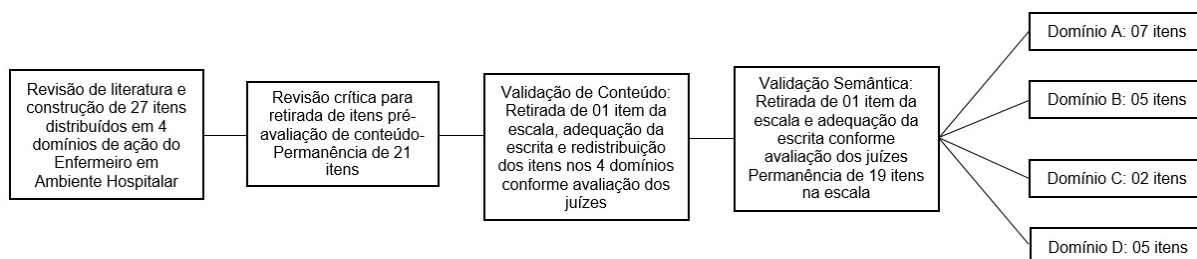 Revisão de literatura e
construção de 27 itens
distribuídos em 4
domínios de ação do
Enfermeiro em
Ambiente Hospitalar
Revisão crítica para
retirada de itens pré-
avaliação de conteúdo-
Permanência de 21
itens
Validação de Conteúdo:
Retirada de 01 item da
escala, adequação da
escrita e redistribuição
dos itens nos 4 domínios
conforme avaliação dos
juízes
Validação Semântica:
Retirada de 01 item da
escala e adequação da
escrita conforme
avaliação dos juízes
Permanência de 19 itens
na escala
Domínio A: 07 itens
Domínio B: 05 itens
Domínio C: 02 itens
Domínio D: 05 itens